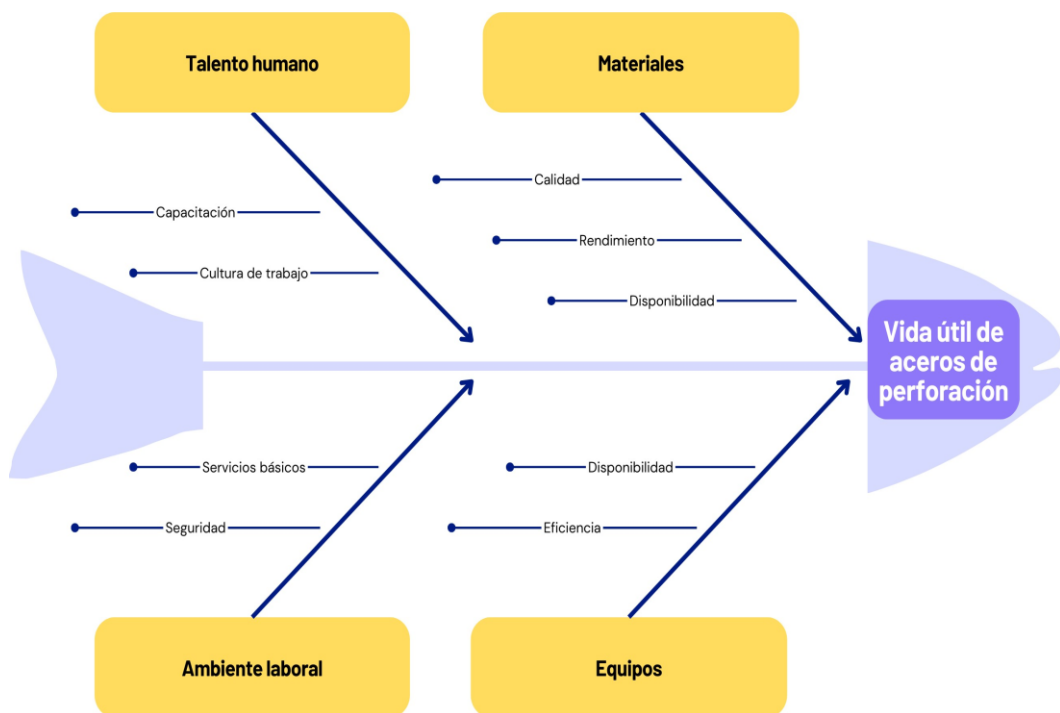 Talento humano
Materiales
Calidad
Capacitación
Rendimiento
Cultura de trabajo
Disponibilidad
Vida útil de
aceros de
perforación
Servicios básicos
Disponibilidad
Seguridad
Eficiencia
Ambiente laboral
Equipos